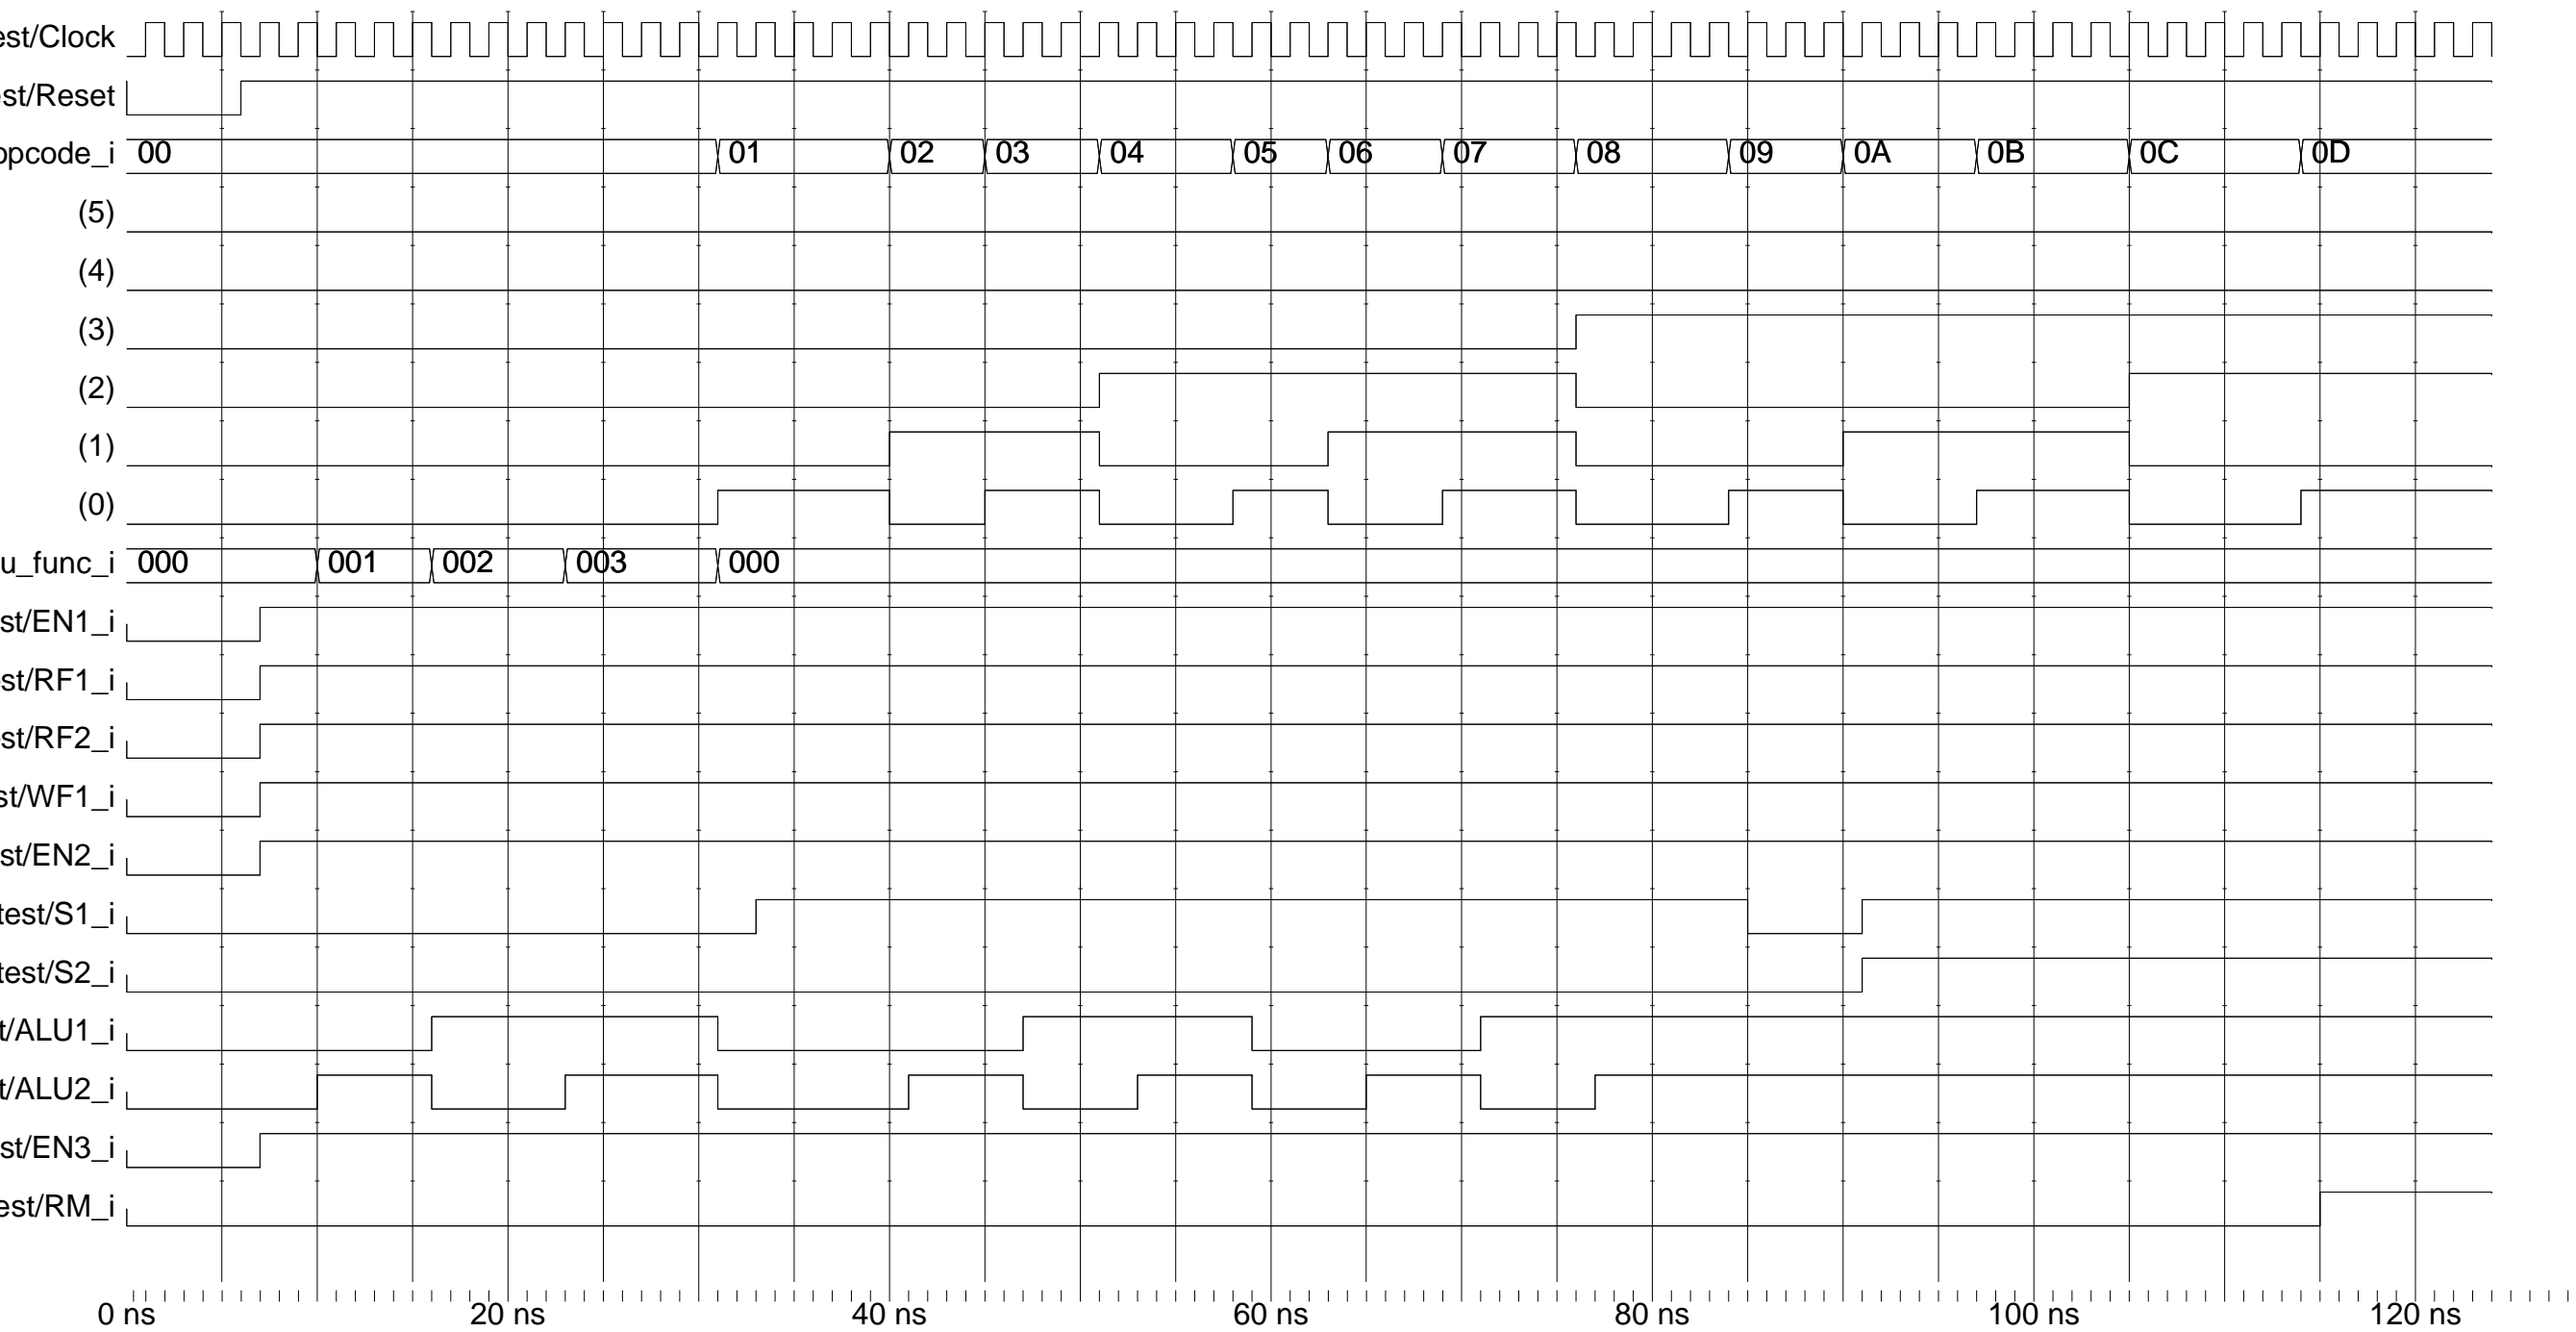 est/Clock
st/Reset
opcode_i 00 01 02 03 04 05 06 07 08 09 0A 0B 0C 0D
(5)
(4)
(3)
(2)
(1)
(0)
u_func_i 000 001 002 003 000
st/EN1_i
st/RF1_i
st/RF2_i
st/WF1_i
st/EN2_i
test/S1_i
test/S2_i
t/ALU1_i
t/ALU2_i
st/EN3_i
est/RM_i
0 ns 20 ns 40 ns 60 ns 80 ns 100 ns 120 ns